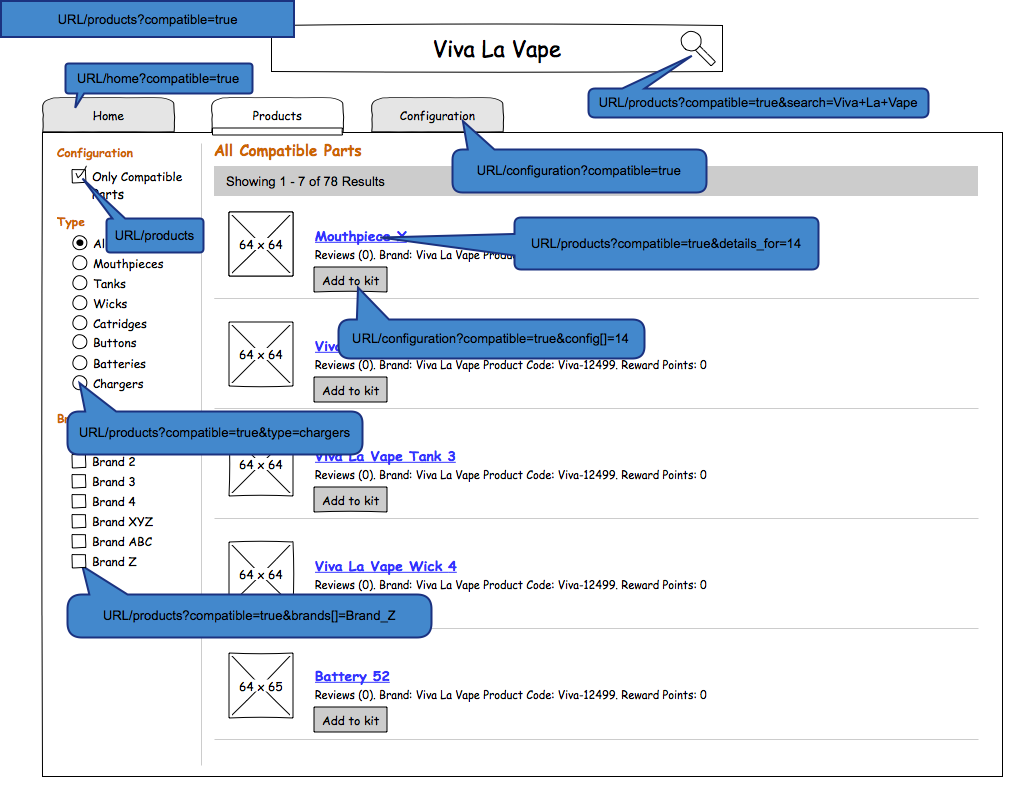 URL/products?compatible=true
Viva La Vape
URL/home?compatible=true
URL/products?compatible=true&search=Viva+La+Vape
Home
Products
Configuration
URL/configuration?compatible=true
Configuration
Only Compatible
Parts
URL/products
Type
Mouthpieces
Tanks
Wicks
Catridges
Buttons
Batteries
Chargers
URL/products?compatible=true&type=chargers
Brand 2
Brand 3
Brand 4
Brand XYZ
Brand ABC
Brand Z
URL/products?compatible=true&brands[]=Brand_Z
All Compatible Parts
Showing 1 - 7 of 78 Results
64 x 64
Mouthpiece X
URL/products?compatible=true&details_for=14
Reviews (0). Brand: Viva La Vape
Add to kit
URL/configuration?compatible=true&config[]=14
64 x 64
Viva
Reviews (0). Brand: Viva La Vape Product Code: Viva-12499. Reward Points: 0
Add to kit
64 x 64
Viva La Vape Tank 3
Reviews (0). Brand: Viva La Vape Product Code: Viva-12499. Reward Points: 0
Add to kit
64 x 64
Viva La Vape Wick 4
Reviews (0). Brand: Viva La Vape Product Code: Viva-12499. Reward Points: 0
64 x 65
Battery 52
Reviews (0). Brand: Viva La Vape Product Code: Viva-12499. Reward Points: 0
Add to kit